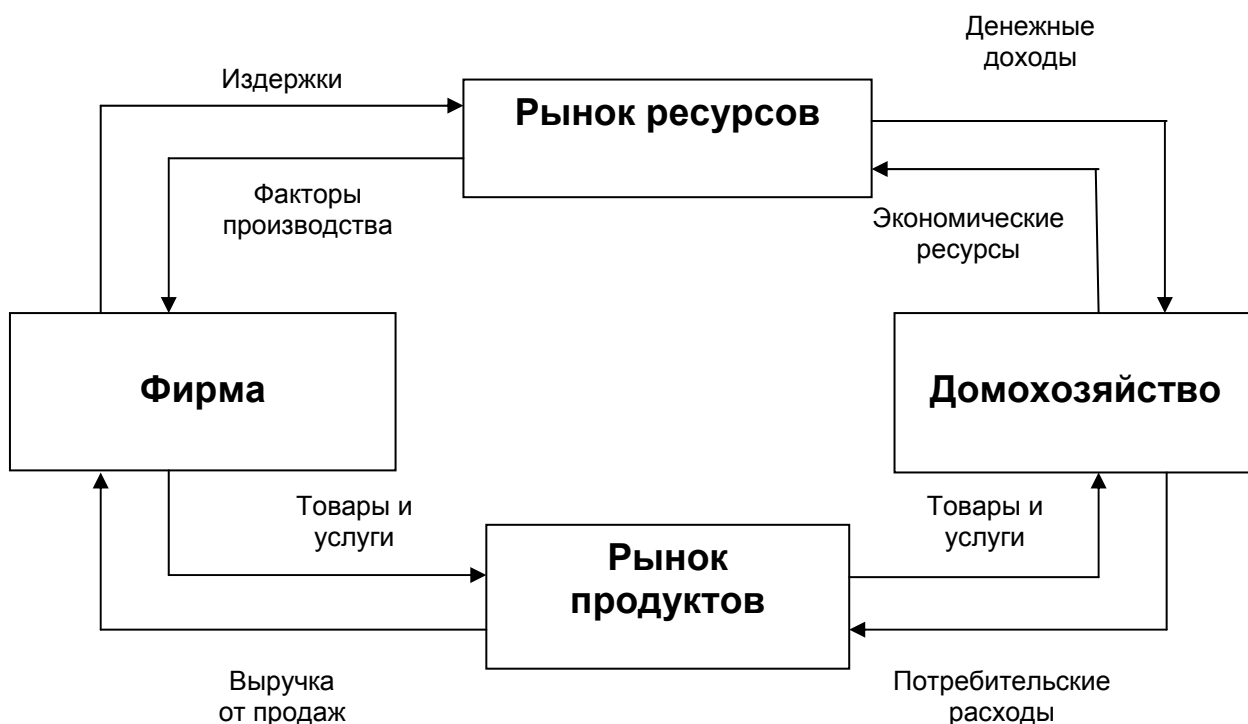 Денежные
доходы
Издержки
Рынок ресурсов
Факторы
производства
Экономические
ресурсы
Фирма
Домохозяйство
Товары и
услуги
Товары и
услуги
Рынок
продуктов
Выручка
от продаж
Потребительские
расходы